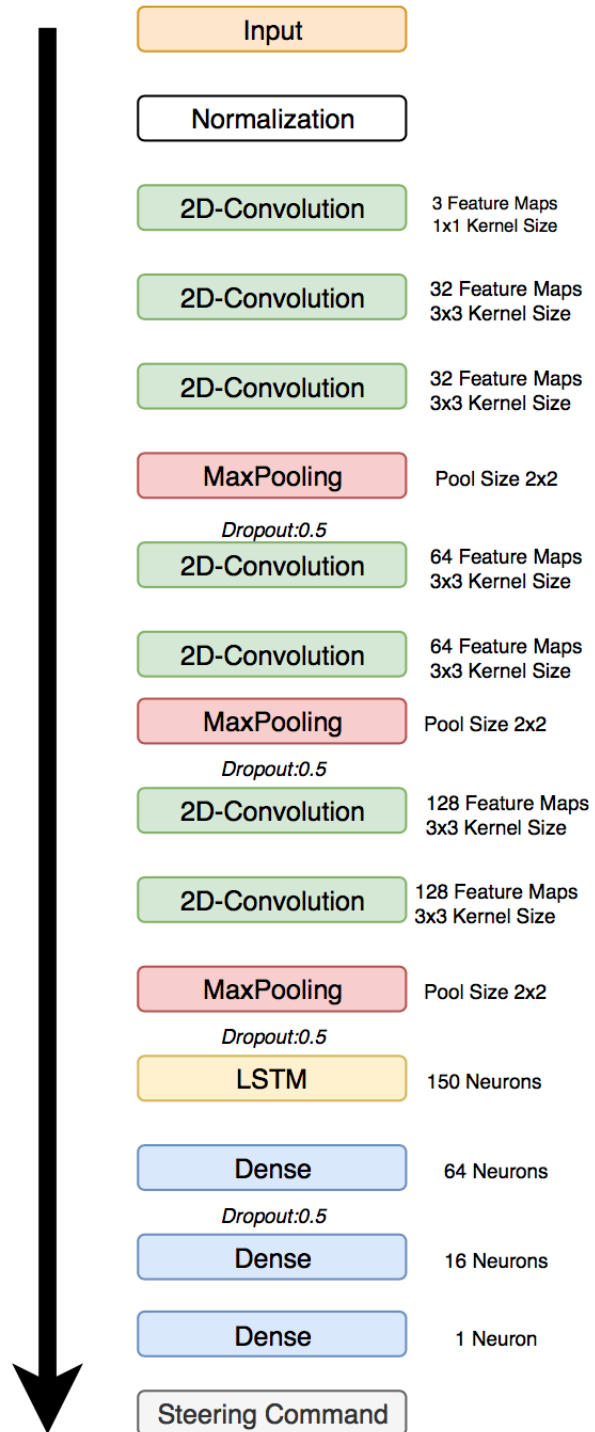 Input
Normalization
2D-Convolution
3 Feature Maps
1x1 Kernel Size
2D-Convolution
32 Feature Maps
3x3 Kernel Size
2D-Convolution
32 Feature Maps
3x3 Kernel Size
MaxPooling
Pool Size 2x2
Dropout:0.5
2D-Convolution
64 Feature Maps
3x3 Kernel Size
2D-Convolution
64 Feature Maps
3x3 Kernel Size
MaxPooling
Pool Size 2x2
Dropout:0.5
2D-Convolution
128 Feature Maps
3x3 Kernel Size
2D-Convolution
128 Feature Maps
3x3 Kernel Size
MaxPooling
Pool Size 2x2
Dropout:0.5
LSTM
150 Neurons
Dense
64 Neurons
Dropout:0.5
Dense
16 Neurons
Dense
1 Neuron
Steering Command